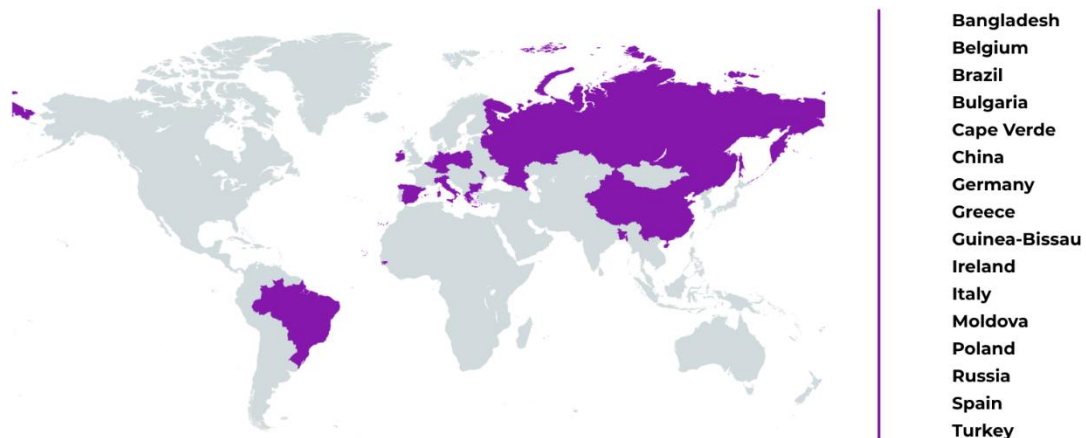 Bangladesh
Belgium
Brazil
Bulgaria
Cape Verde
China
Germany
Greece
Guinea-Bissau
Ireland
Italy
Moldova
Poland
Russia
Spain
Turkey